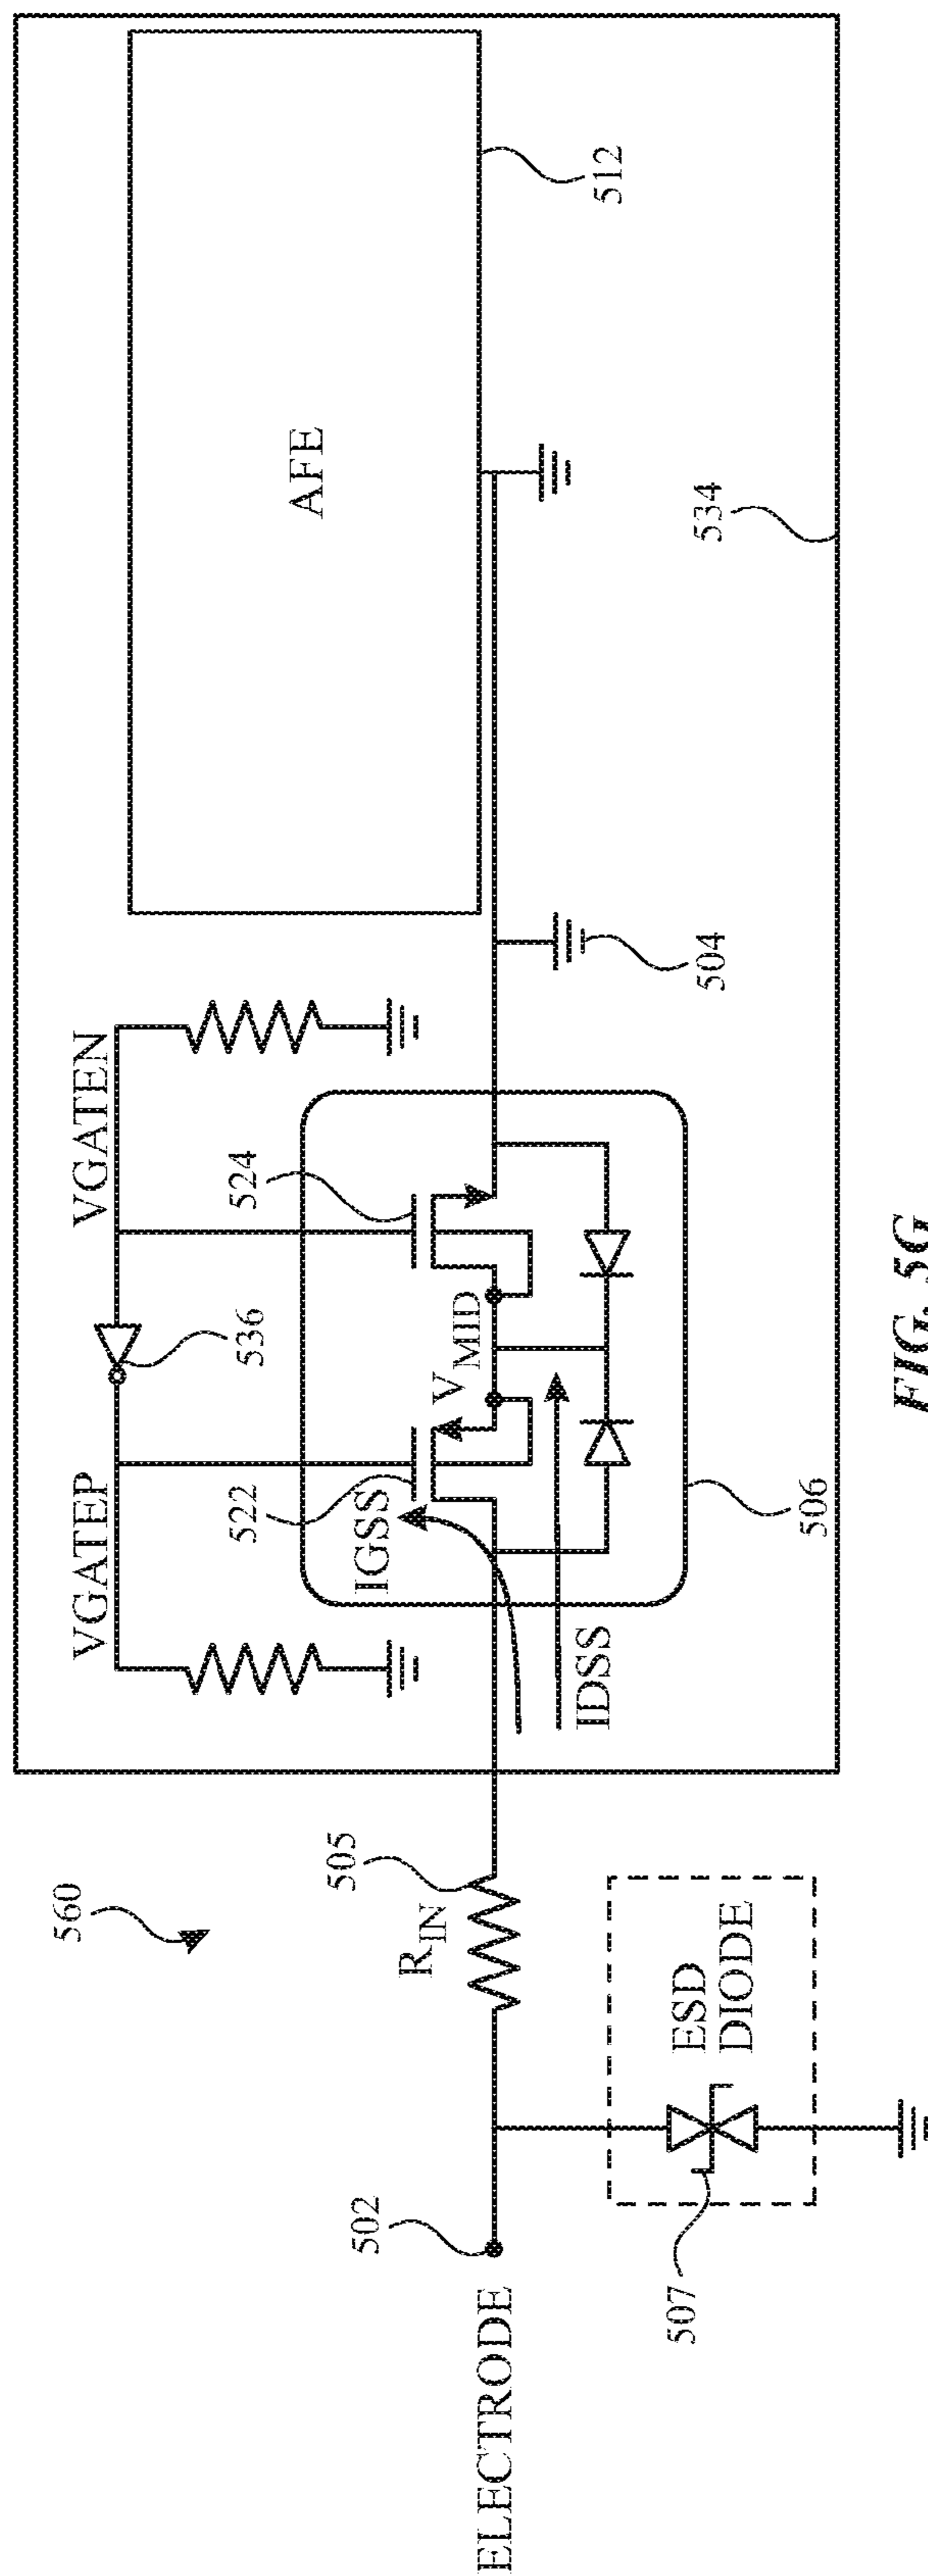 560
ELECTRODE
502
507
ESD
DIODE
R_IN
505
VGATEP
VGATEN
536
522
524
IGSS
V_MID
IDSS
506
504
AFE
512
534
FIG. 5G